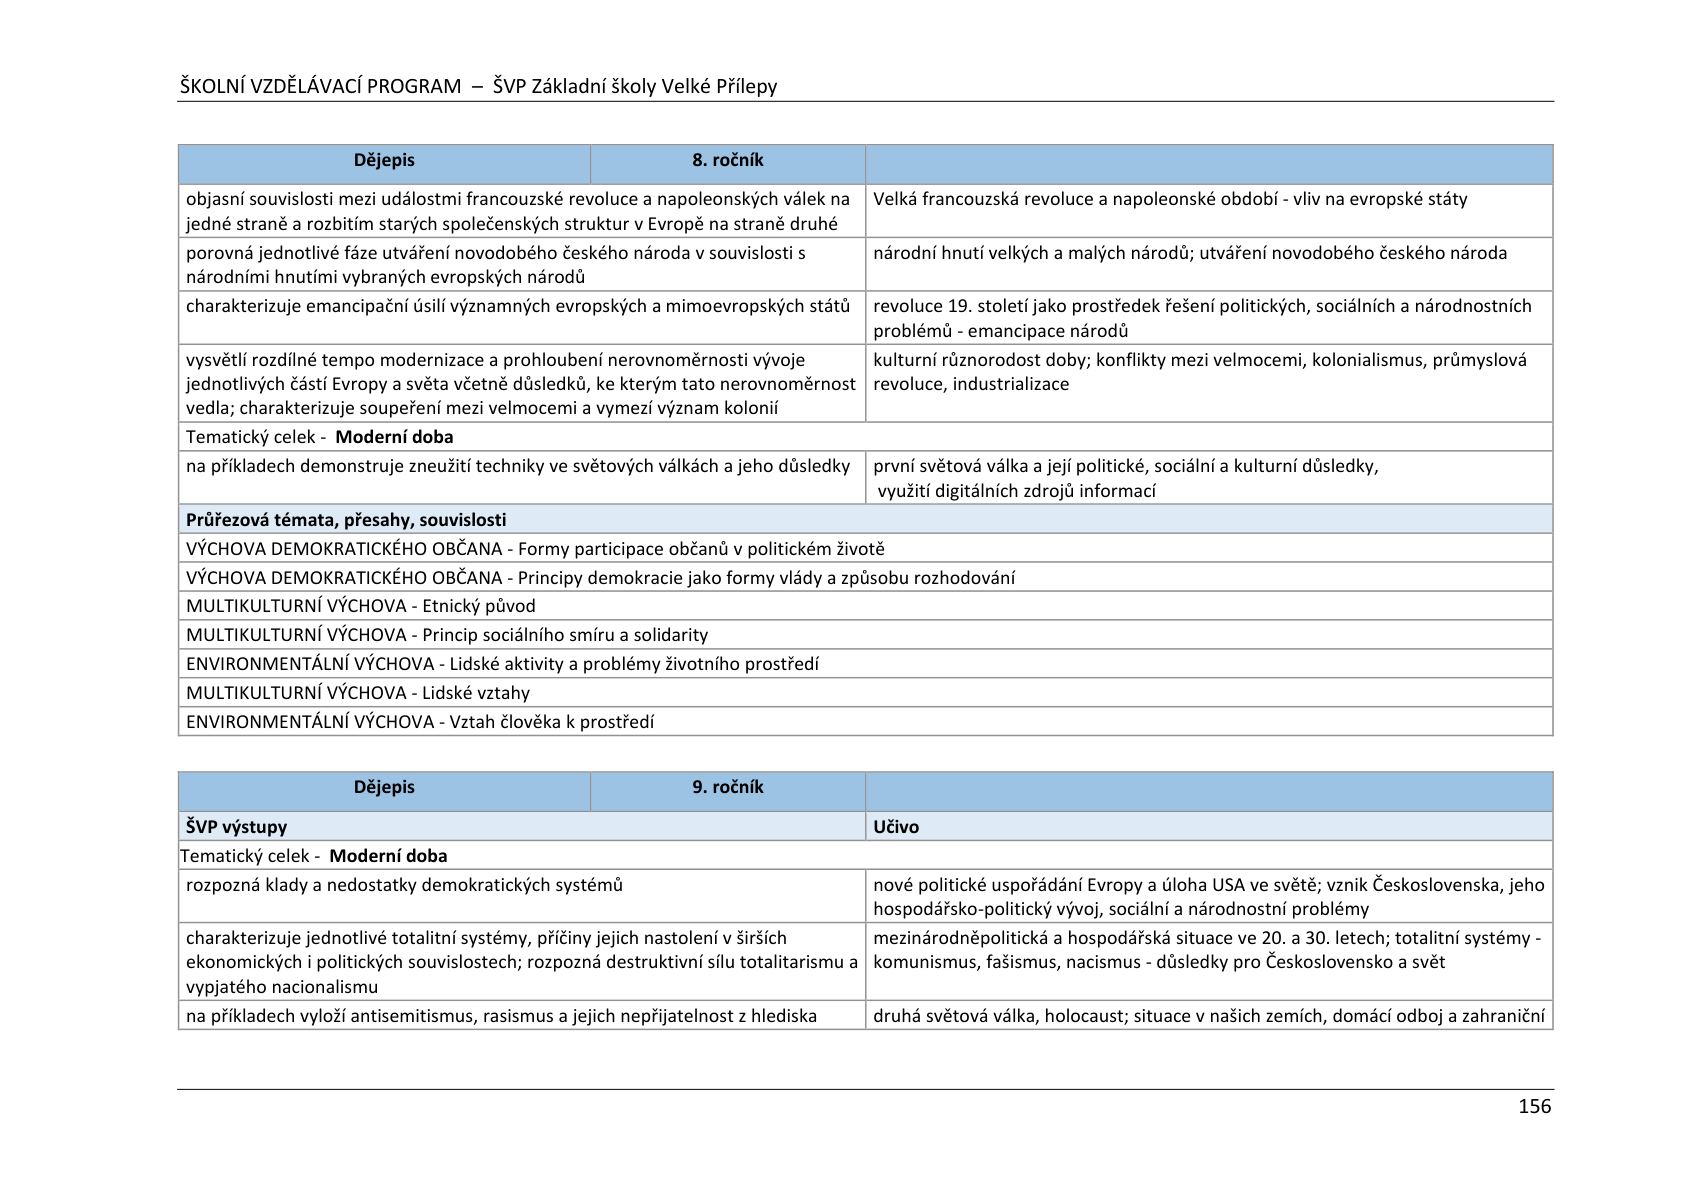 ŠKOLNÍ VZDĚLÁVACÍ PROGRAM – ŠVP Základní školy Velké Přílepy
Dějepis 8. ročník
objasní souvislosti mezi událostmi francouzské revoluce a napoleonských válek na
jedné straně a rozbitím starých společenských struktur v Evropě na straně druhé
Velká francouzská revoluce a napoleonské období - vliv na evropské státy
porovná jednotlivé fáze utváření novodobého českého národa v souvislosti s
národními hnutími vybraných evropských národů
národní hnutí velkých a malých národů; utváření novodobého českého národa
charakterizuje emancipační úsilí významných evropských a mimoevropských států
revoluce 19. století jako prostředek řešení politických, sociálních a národnostních
problémů - emancipace národů
vysvětlí rozdílné tempo modernizace a prohloubení nerovnoměrnosti vývoje
jednotlivých částí Evropy a světa včetně důsledků, ke kterým tato nerovnoměrnost
vedla; charakterizuje soupeření mezi velmocemi a vymezí význam kolonií
kulturní různorodost doby; konflikty mezi velmocemi, kolonialismus, průmyslová
revoluce, industrializace
Tematický celek - Moderní doba
na příkladech demonstruje zneužití techniky ve světových válkách a jeho důsledky
první světová válka a její politické, sociální a kulturní důsledky,
využití digitálních zdrojů informací
Průřezová témata, přesahy, souvislosti
VÝCHOVA DEMOKRATICKÉHO OBČANA - Formy participace občanů v politickém životě
VÝCHOVA DEMOKRATICKÉHO OBČANA - Principy demokracie jako formy vlády a způsobu rozhodování
MULTIKULTURNÍ VÝCHOVA - Etnický původ
MULTIKULTURNÍ VÝCHOVA - Princip sociálního smíru a solidarity
ENVIRONMENTÁLNÍ VÝCHOVA - Lidské aktivity a problémy životního prostředí
MULTIKULTURNÍ VÝCHOVA - Lidské vztahy
ENVIRONMENTÁLNÍ VÝCHOVA - Vztah člověka k prostředí
Dějepis 9. ročník
ŠVP výstupy Učivo
Tematický celek - Moderní doba
rozpozná klady a nedostatky demokratických systémů
nové politické uspořádání Evropy a úloha USA ve světě; vznik Československa, jeho
hospodářsko-politický vývoj, sociální a národnostní problémy
charakterizuje jednotlivé totalitní systémy, příčiny jejich nastolení v širších
ekonomických i politických souvislostech; rozpozná destruktivní sílu totalitarismu a
vypjatého nacionalismu
mezinárodněpolitická a hospodářská situace ve 20. a 30. letech; totalitní systémy -
komunismus, fašismus, nacismus - důsledky pro Československo a svět
na příkladech vyloží antisemitismus, rasismus a jejich nepřijatelnost z hlediska
druhá světová válka, holocaust; situace v našich zemích, domácí odboj a zahraniční
156